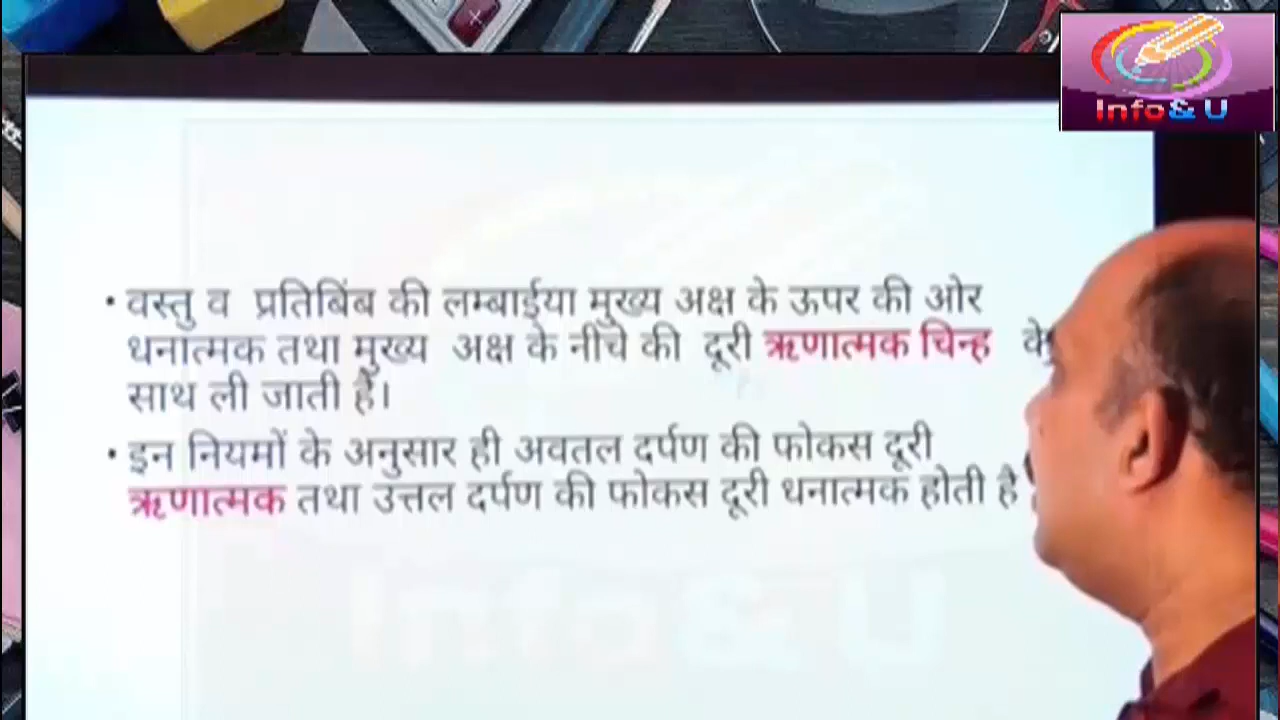 Info& U
• वस्तु व प्रतिबिंब की लम्बाईया मुख्य अक्ष के ऊपर की ओर
धनात्मक तथा मुख्य अक्ष के नीचे की दूरी ऋणात्मक चिन्ह के
साथ ली जाती हैं।
• इन नियमों के अनुसार ही अवतल दर्पण की फोकस दूरी
ऋणात्मक तथा उत्तल दर्पण की फोकस दूरी धनात्मक होती है
Info& U